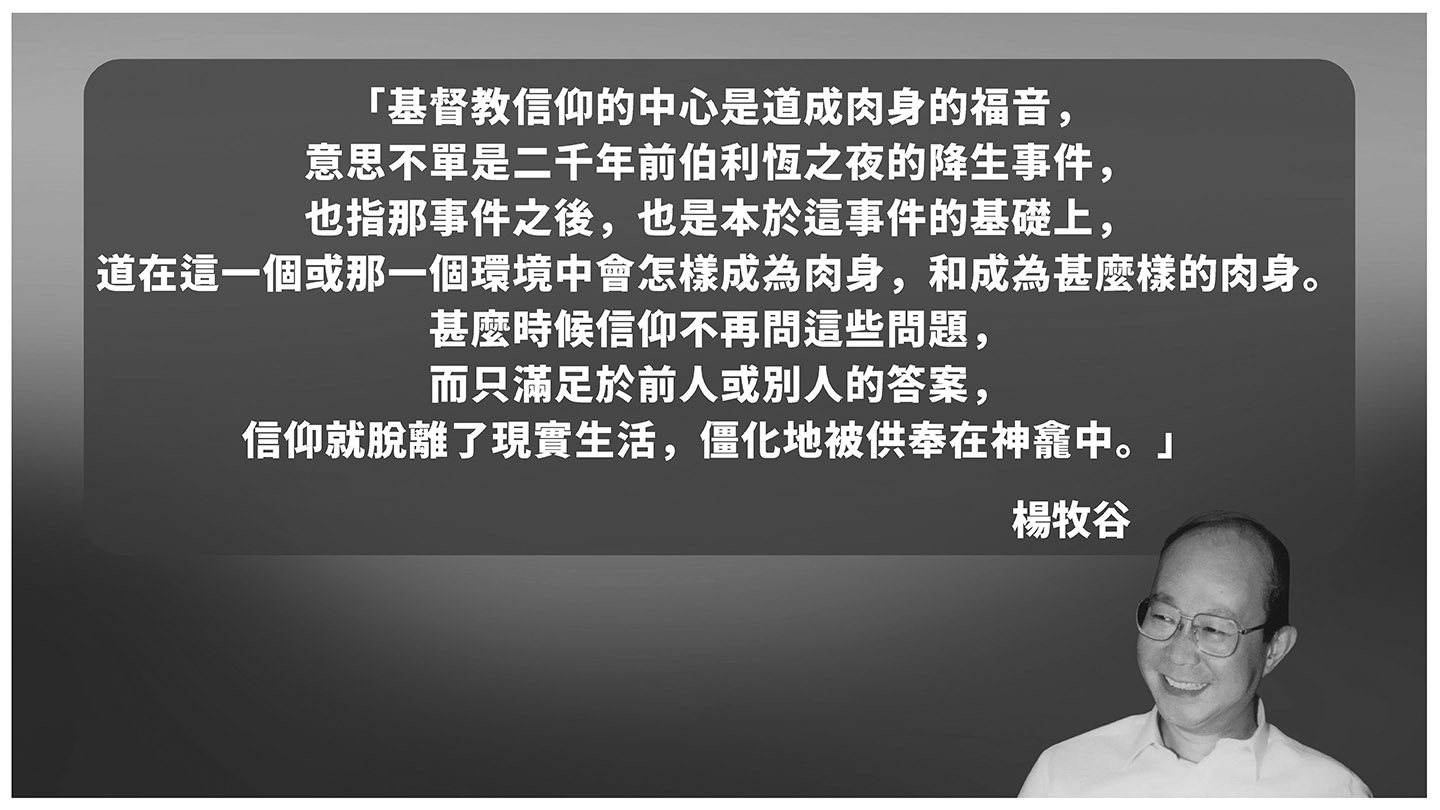 「基督教信仰的中心是道成肉身的福音，
意思不單是二千年前伯利恆之夜的降生事件，
也指那事件之後，也是本於這事件的基礎上，
道在這一個或那一個環境中會怎樣成為肉身，和成為甚麼樣的肉身。
甚麼時候信仰不再問這些問題，
而只滿足於前人或別人的答案，
信仰就脫離了現實生活，僵化地被供奉在神龕中。」
楊牧谷